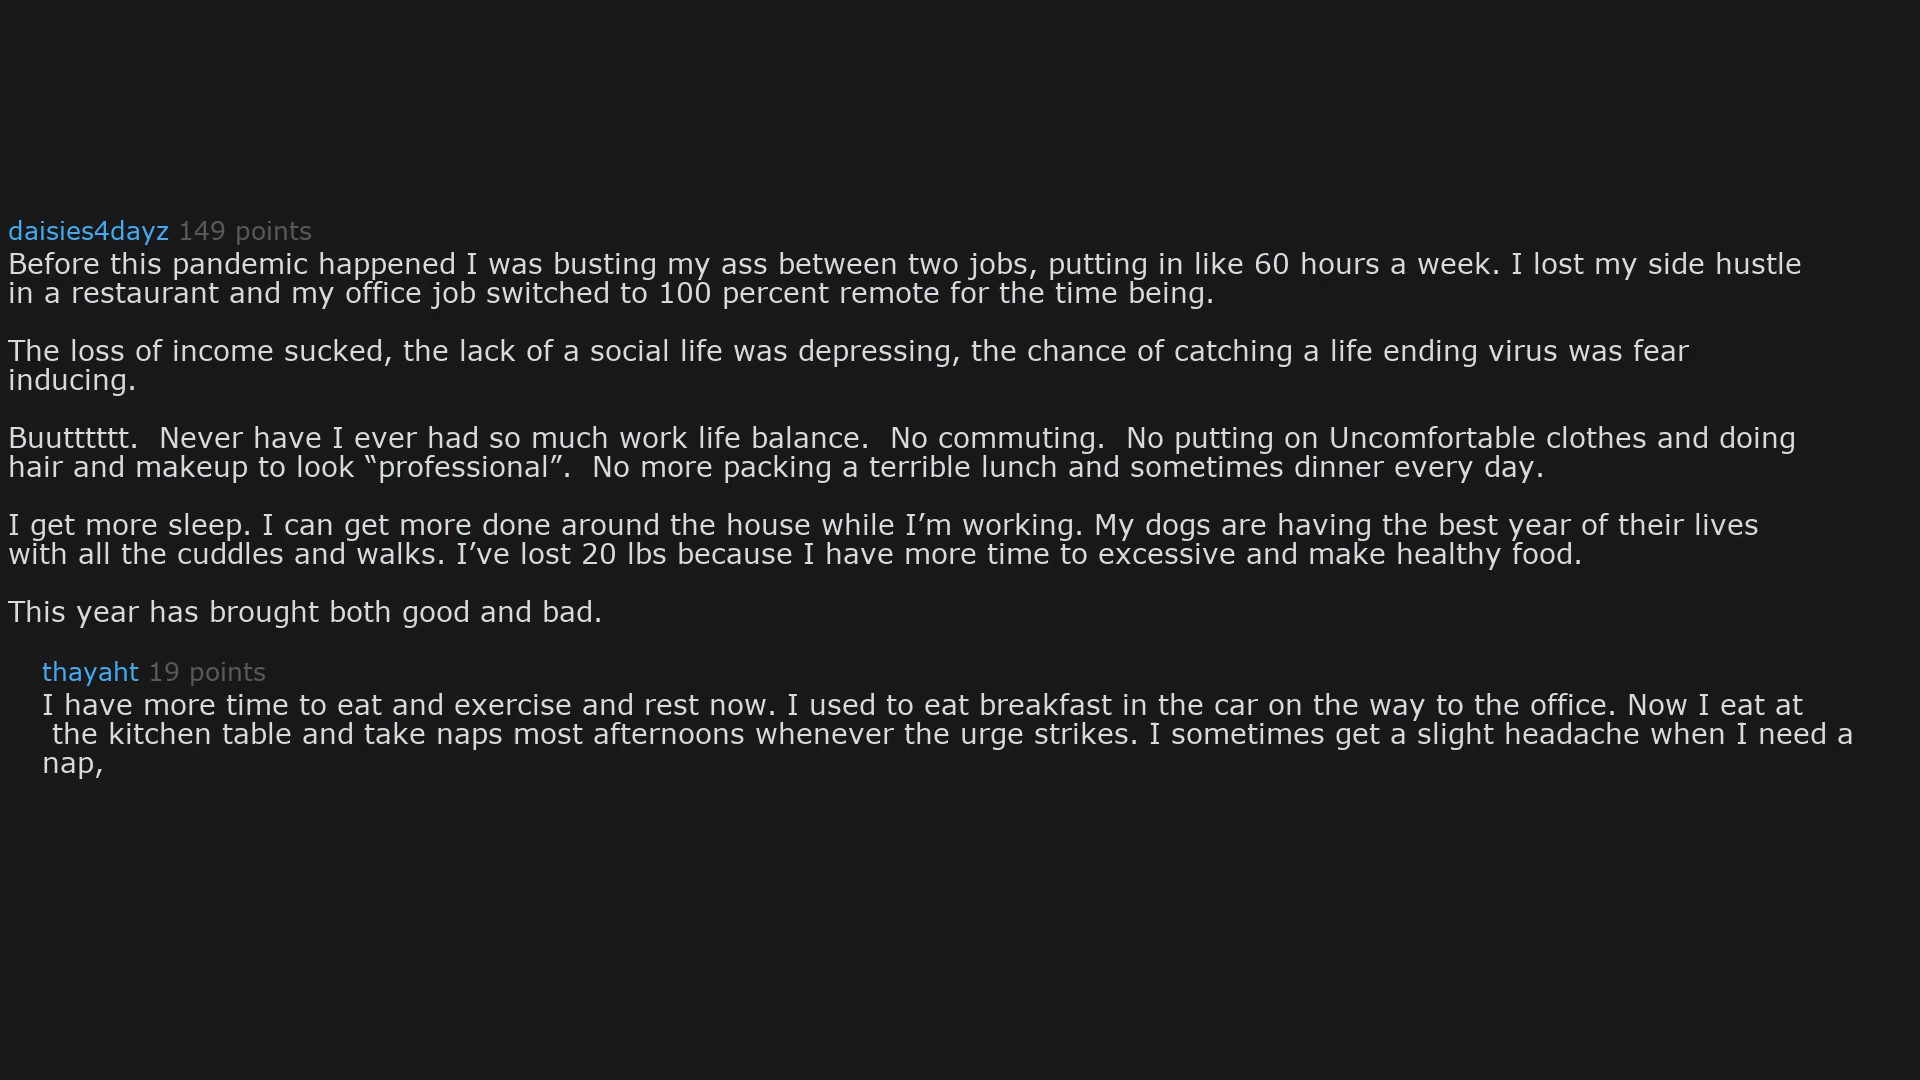 daisies4dayz 149 points
Before this pandemic happened I was busting my ass between two jobs, putting in like 60 hours a week. I lost my side hustle
in a restaurant and my office job switched to 100 percent remote for the time being.
The loss of income sucked, the lack of a social life was depressing, the chance of catching a life ending virus was fear
inducing.
Buutttttt.  Never have I ever had so much work life balance.  No commuting.  No putting on Uncomfortable clothes and doing
hair and makeup to look “professional”.  No more packing a terrible lunch and sometimes dinner every day.
I get more sleep. I can get more done around the house while I’m working. My dogs are having the best year of their lives
with all the cuddles and walks. I’ve lost 20 lbs because I have more time to excessive and make healthy food.
This year has brought both good and bad.
thayaht 19 points
I have more time to eat and exercise and rest now. I used to eat breakfast in the car on the way to the office. Now I eat at
the kitchen table and take naps most afternoons whenever the urge strikes. I sometimes get a slight headache when I need a
nap,